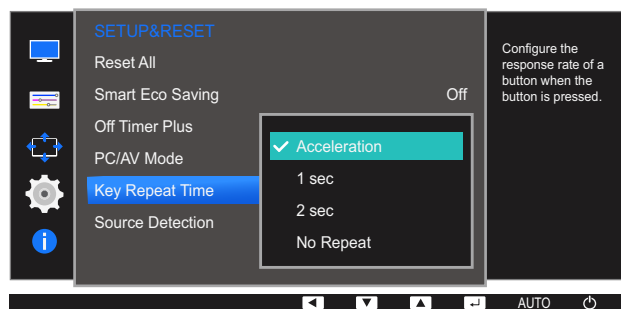 SETUP&RESET
Reset All
Smart Eco Saving Off
Off Timer Plus
PC/AV Mode
Key Repeat Time
Source Detection
Acceleration
1 sec
2 sec
No Repeat
Configure the
response rate of a
button when the
button is pressed.
AUTO